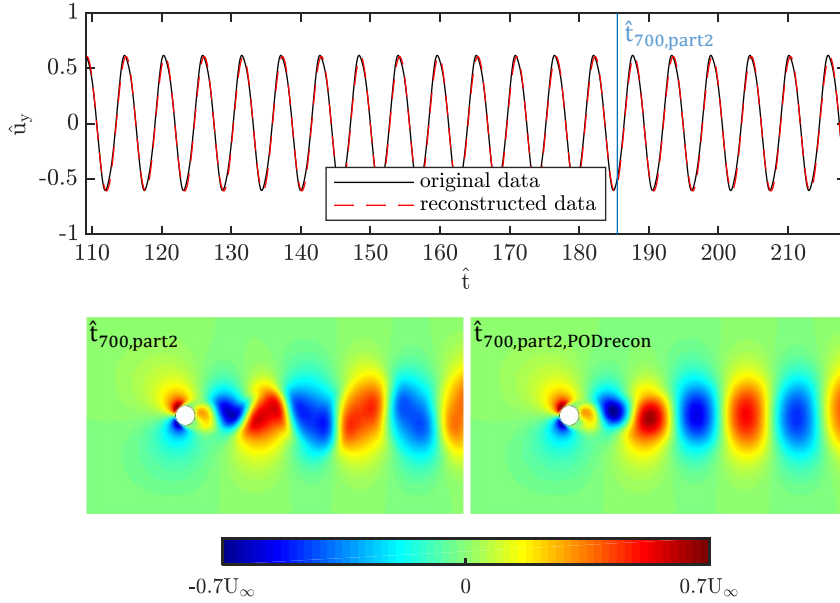 1
0.5
0
-0.5
-1
û_y
t̂_700,part2
original data
reconstructed data
110 120 130 140 150 160 170 180 190 200 210
t̂
t̂_700,part2
t̂_700,part2,PODrecon
-0.7U_∞ 0 0.7U_∞